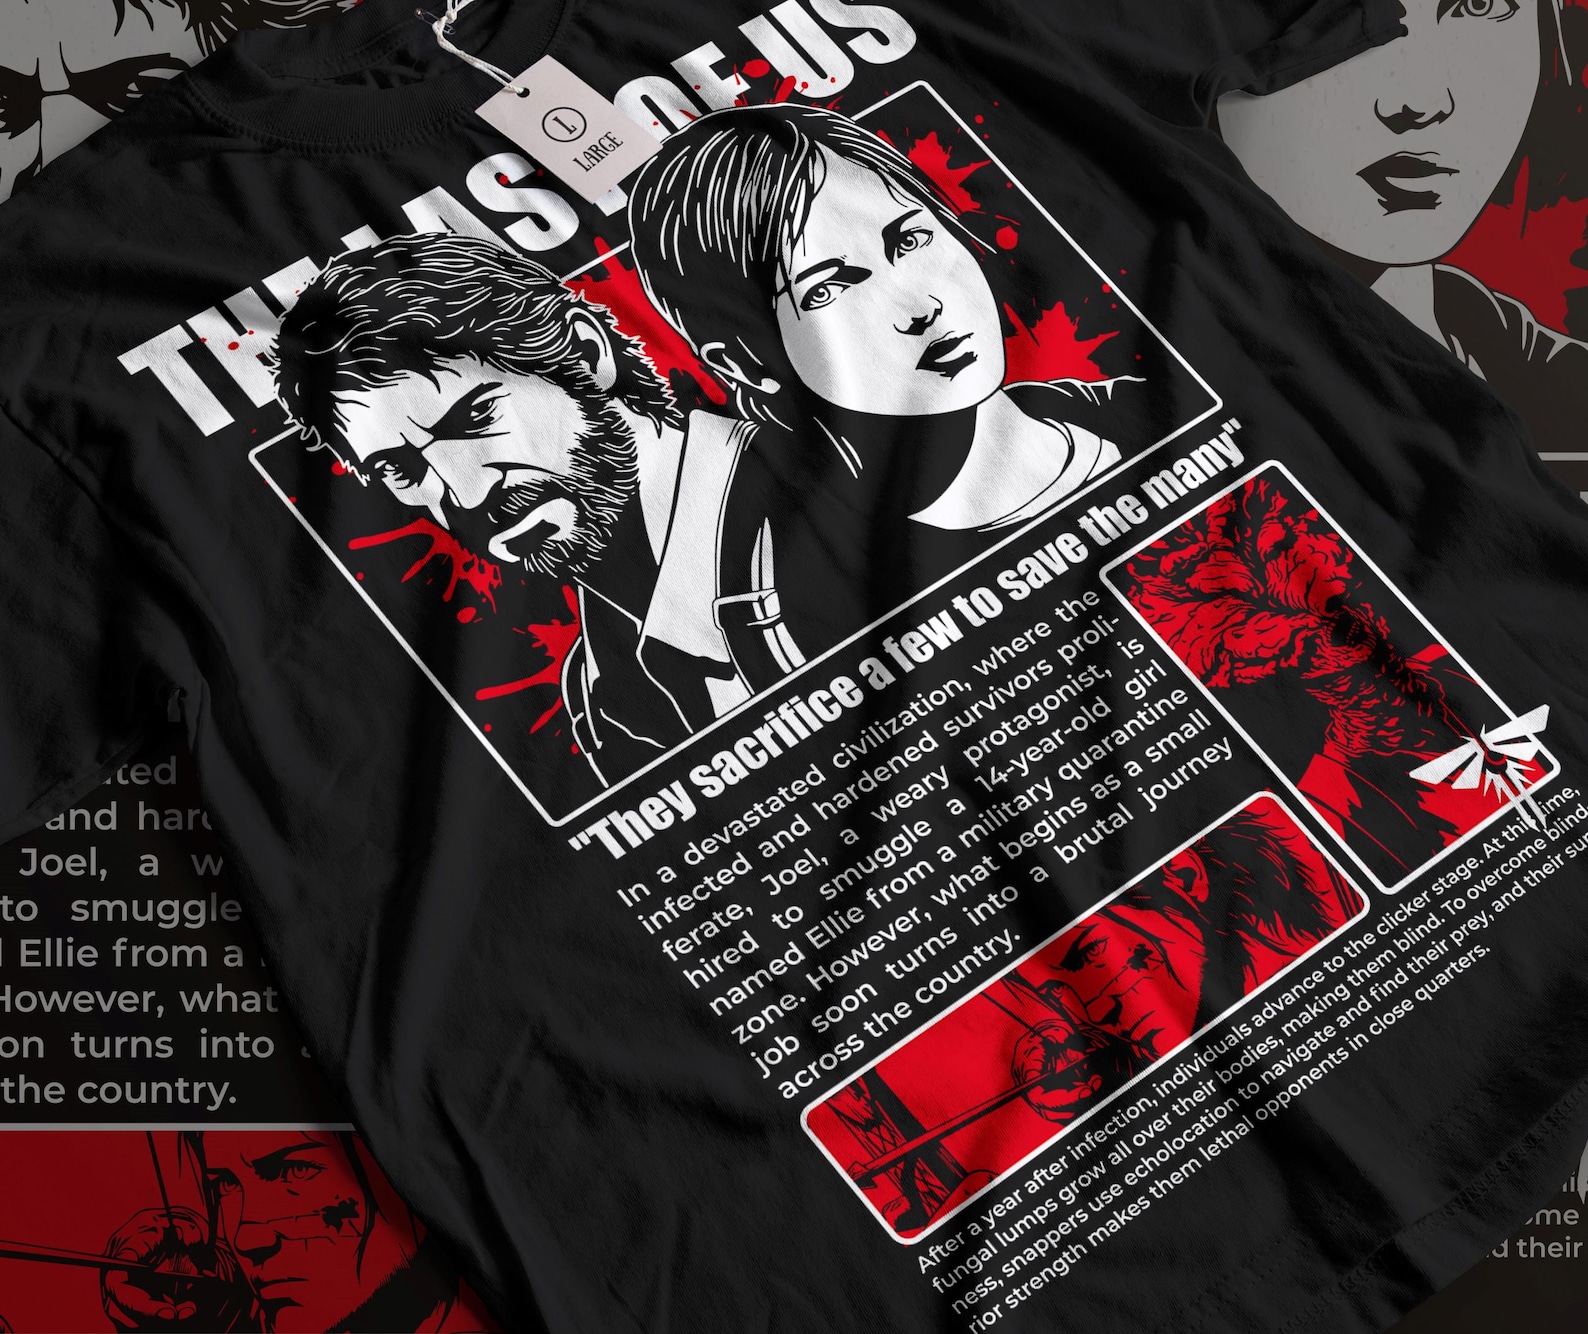 THE LAST OF US
L
LARGE
"They sacrifice a few to save the many"
In a devastated civilization, where the
infected and hardened survivors proli-
ferate, Joel, a weary protagonist, is
hired to smuggle a 14-year-old girl
named Ellie from a military quarantine
zone. However, what begins as a small
job soon turns into a brutal journey
across the country.
After a year after infection, individuals advance to the clicker stage. At this time,
fungal lumps grow all over their bodies, making them blind. To overcome blind-
ness, snappers use echolocation to navigate and find their prey, and their su
rior strength makes them lethal opponents in close quarters.
ated
and hard
Joel, a w
to smuggle
Ellie from a
However, what
on turns into
the country.
ome
d their